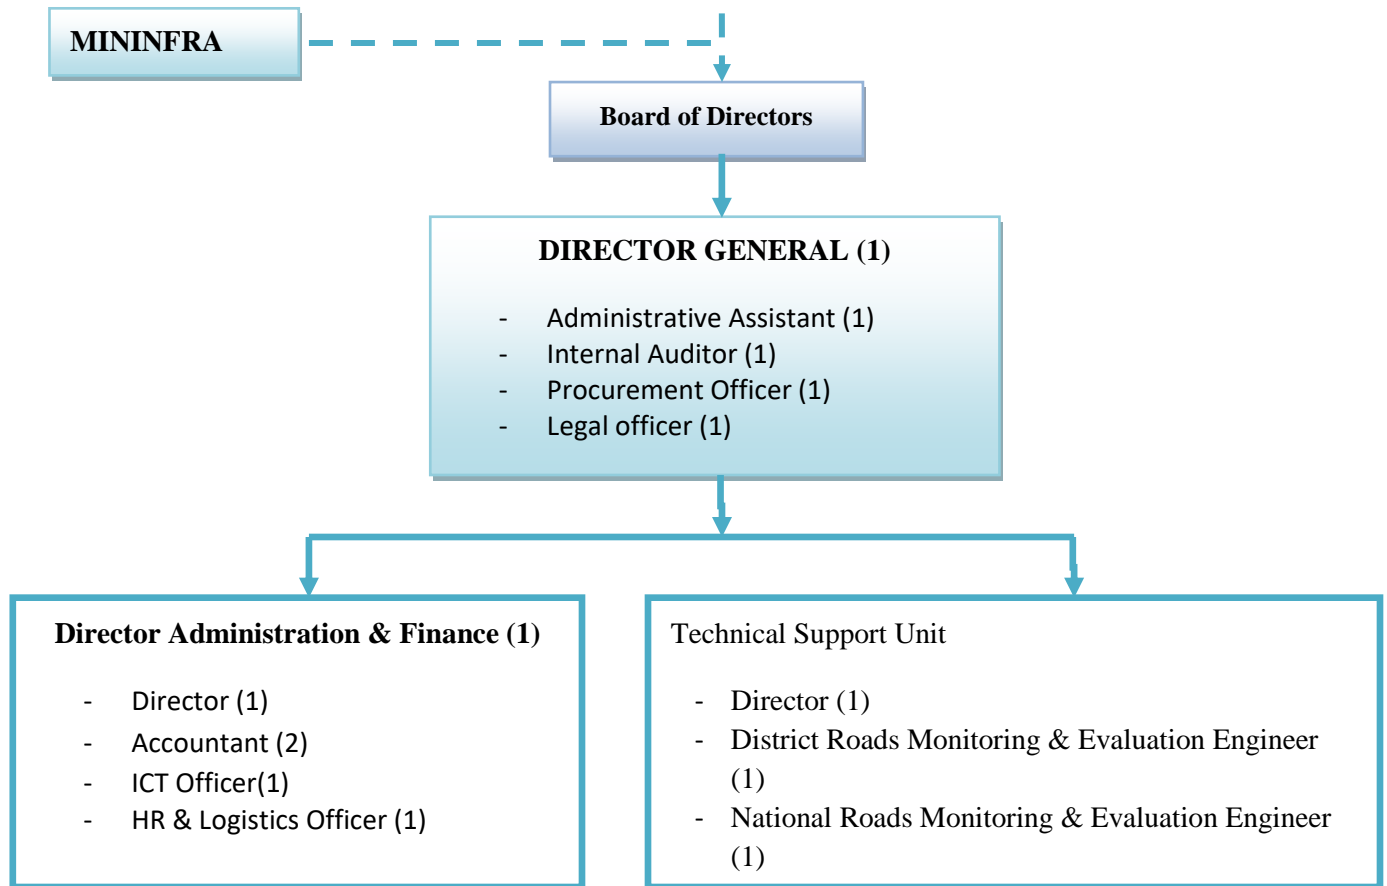 MININFRA
Board of Directors
DIRECTOR GENERAL (1)
- Administrative Assistant (1)
- Internal Auditor (1)
- Procurement Officer (1)
- Legal officer (1)
Director Administration & Finance (1)
- Director (1)
- Accountant (2)
- ICT Officer(1)
- HR & Logistics Officer (1)
Technical Support Unit
- Director (1)
- District Roads Monitoring & Evaluation Engineer
(1)
- National Roads Monitoring & Evaluation Engineer
(1)